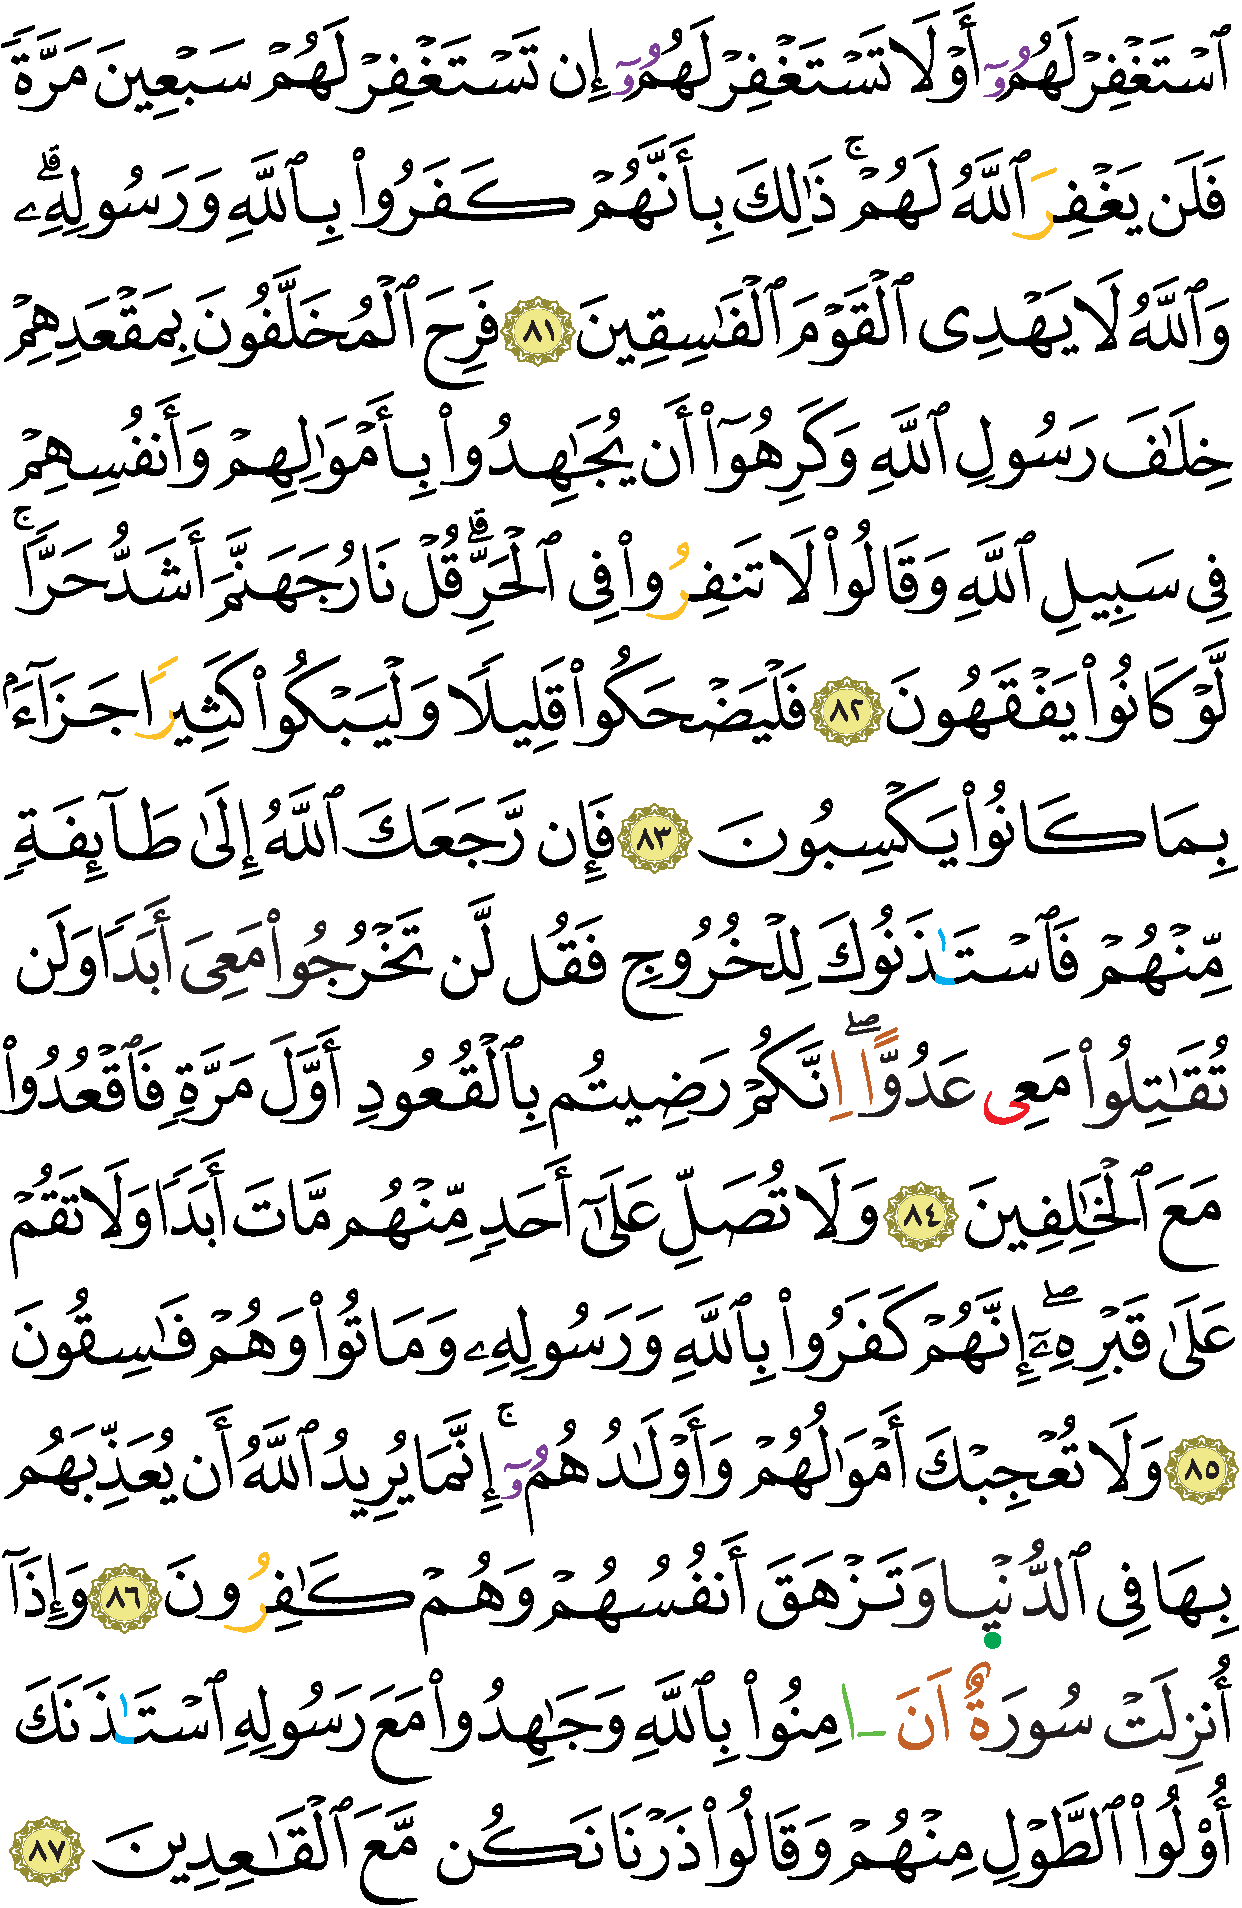 ٱسۡتَغۡفِرۡ لَهُمُۥٓ أَوۡ لَا تَسۡتَغۡفِرۡ لَهُمُۥٓ إِن تَسۡتَغۡفِرۡ لَهُمۡ سَبۡعِينَ مَرَّةٗ
فَلَن يَغۡفِرَ ٱللَّهُ لَهُمۡۚ ذَٰلِكَ بِأَنَّهُمۡ كَفَرُواْ بِٱللَّهِ وَرَسُولِهِۦۗ
وَٱللَّهُ لَا يَهۡدِى ٱلۡقَوۡمَ ٱلۡفَٰسِقِينَ ٨١ فَرِحَ ٱلۡمُخَلَّفُونَ بِمَقۡعَدِهِمۡ
خِلَٰفَ رَسُولِ ٱللَّهِ وَكَرِهُوٓاْ أَن يُجَٰهِدُواْ بِأَمۡوَٰلِهِمۡ وَأَنفُسِهِمۡ
فِى سَبِيلِ ٱللَّهِ وَقَالُواْ لَا تَنفِرُواْ فِى ٱلۡحَرِّۗ قُلۡ نَارُ جَهَنَّمَ أَشَدُّ حَرّٗاۚ
لَّوۡ كَانُواْ يَفۡقَهُونَ ٨٢ فَلۡيَضۡحَكُواْ قَلِيلٗا وَلۡيَبۡكُواْ كَثِيرٗا جَزَآءَۢ
بِمَا كَانُواْ يَكۡسِبُونَ ٨٣ فَإِن رَّجَعَكَ ٱللَّهُ إِلَىٰ طَآئِفَةٖ
مِّنۡهُمۡ فَٱسۡتَـٰذَنُوكَ لِلۡخُرُوجِ فَقُل لَّن تَخۡرُجُواْ مَعِىَ أَبَدٗا وَلَن
تُقَٰتِلُواْ مَعِى عَدُوًّاۖ اِنَّكُمۡ رَضِيتُم بِٱلۡقُعُودِ أَوَّلَ مَرَّةٖ فَٱقۡعُدُواْ
مَعَ ٱلۡخَٰلِفِينَ ٨٤ وَلَا تُصَلِّ عَلَىٰٓ أَحَدٖ مِّنۡهُم مَّاتَ أَبَدٗا وَلَا تَقُمۡ
عَلَىٰ قَبۡرِهِۦٓۖ إِنَّهُمۡ كَفَرُواْ بِٱللَّهِ وَرَسُولِهِۦ وَمَاتُواْ وَهُمۡ فَٰسِقُونَ
٨٥ وَلَا تُعۡجِبۡكَ أَمۡوَٰلُهُمۡ وَأَوۡلَٰدُهُمُۥٓۚ إِنَّمَا يُرِيدُ ٱللَّهُ أَن يُعَذِّبَهُم
بِهَا فِى ٱلدُّنۡيَا وَتَزۡهَقَ أَنفُسُهُمۡ وَهُمۡ كَٰفِرُونَ ٨٦ وَإِذَآ
أُنزِلَتۡ سُورَةٌ اَنَ ـامِنُواْ بِٱللَّهِ وَجَٰهِدُواْ مَعَ رَسُولِهِ ٱسۡتَـٰذَنَكَ
أُوْلُواْ ٱلطَّوۡلِ مِنۡهُمۡ وَقَالُواْ ذَرۡنَا نَكُن مَّعَ ٱلۡقَٰعِدِينَ ٨٧